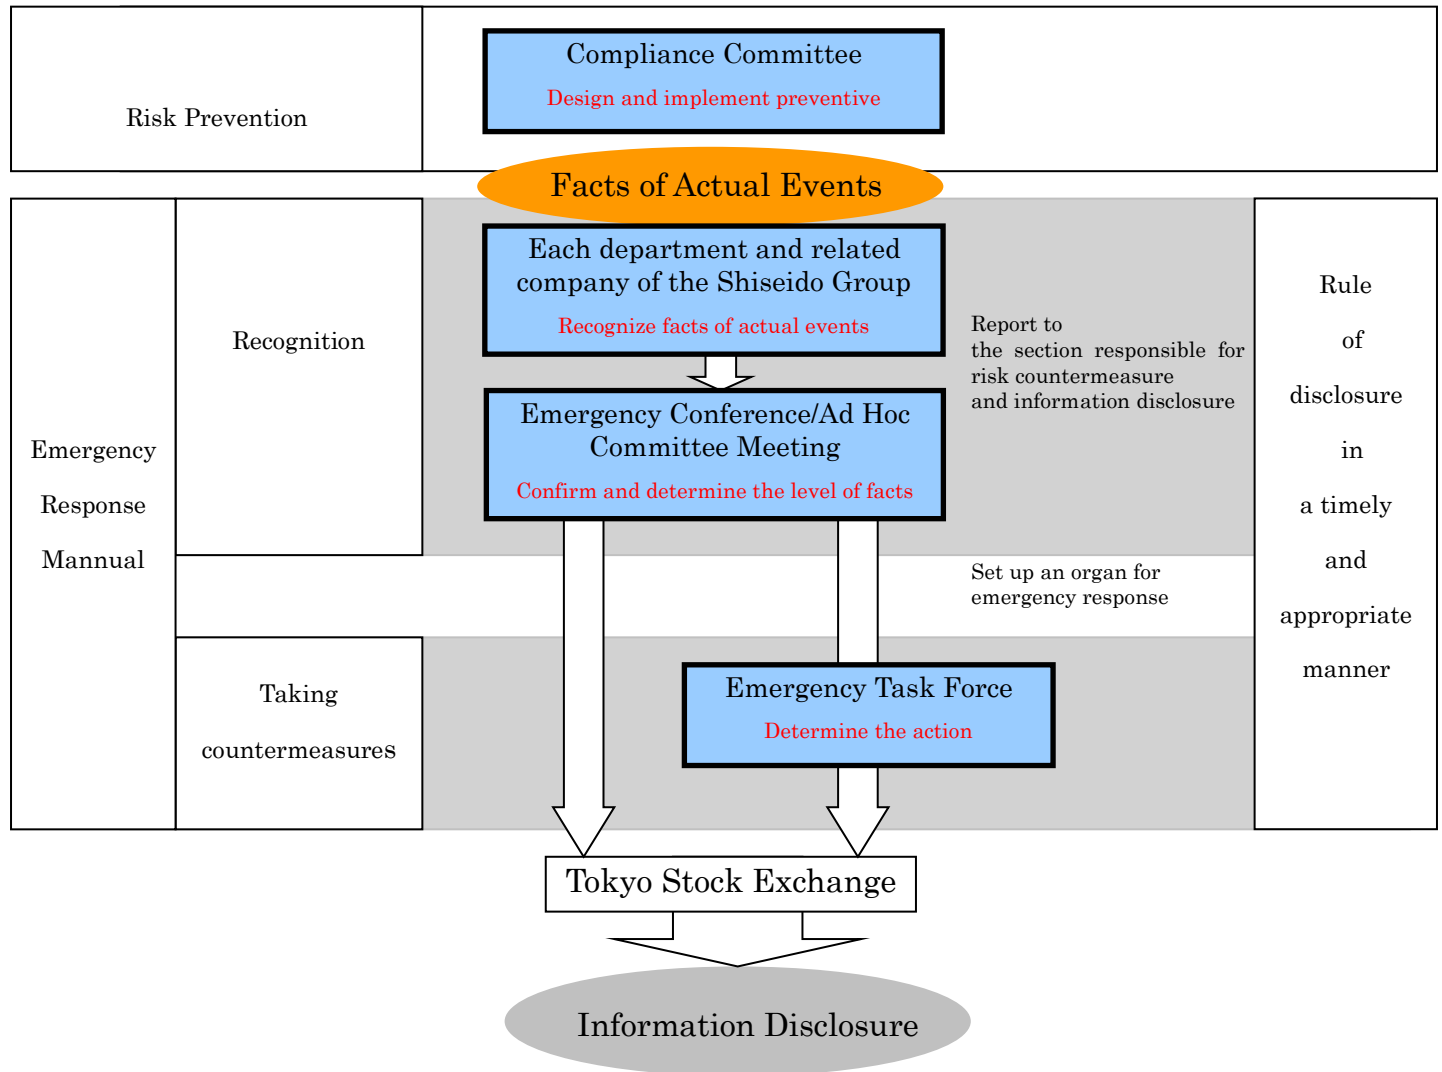 Compliance Committee
Design and implement preventive
Risk Prevention
Facts of Actual Events
Each department and related
company of the Shiseido Group
Recognize facts of actual events
Recognition
Report to
the section responsible for
risk countermeasure
and information disclosure
Emergency Conference/Ad Hoc
Committee Meeting
Confirm and determine the level of facts
Emergency
Response
Mannual
Set up an organ for
emergency response
Taking
countermeasures
Emergency Task Force
Determine the action
Rule
of
disclosure
in
a timely
and
appropriate
manner
Tokyo Stock Exchange
Information Disclosure